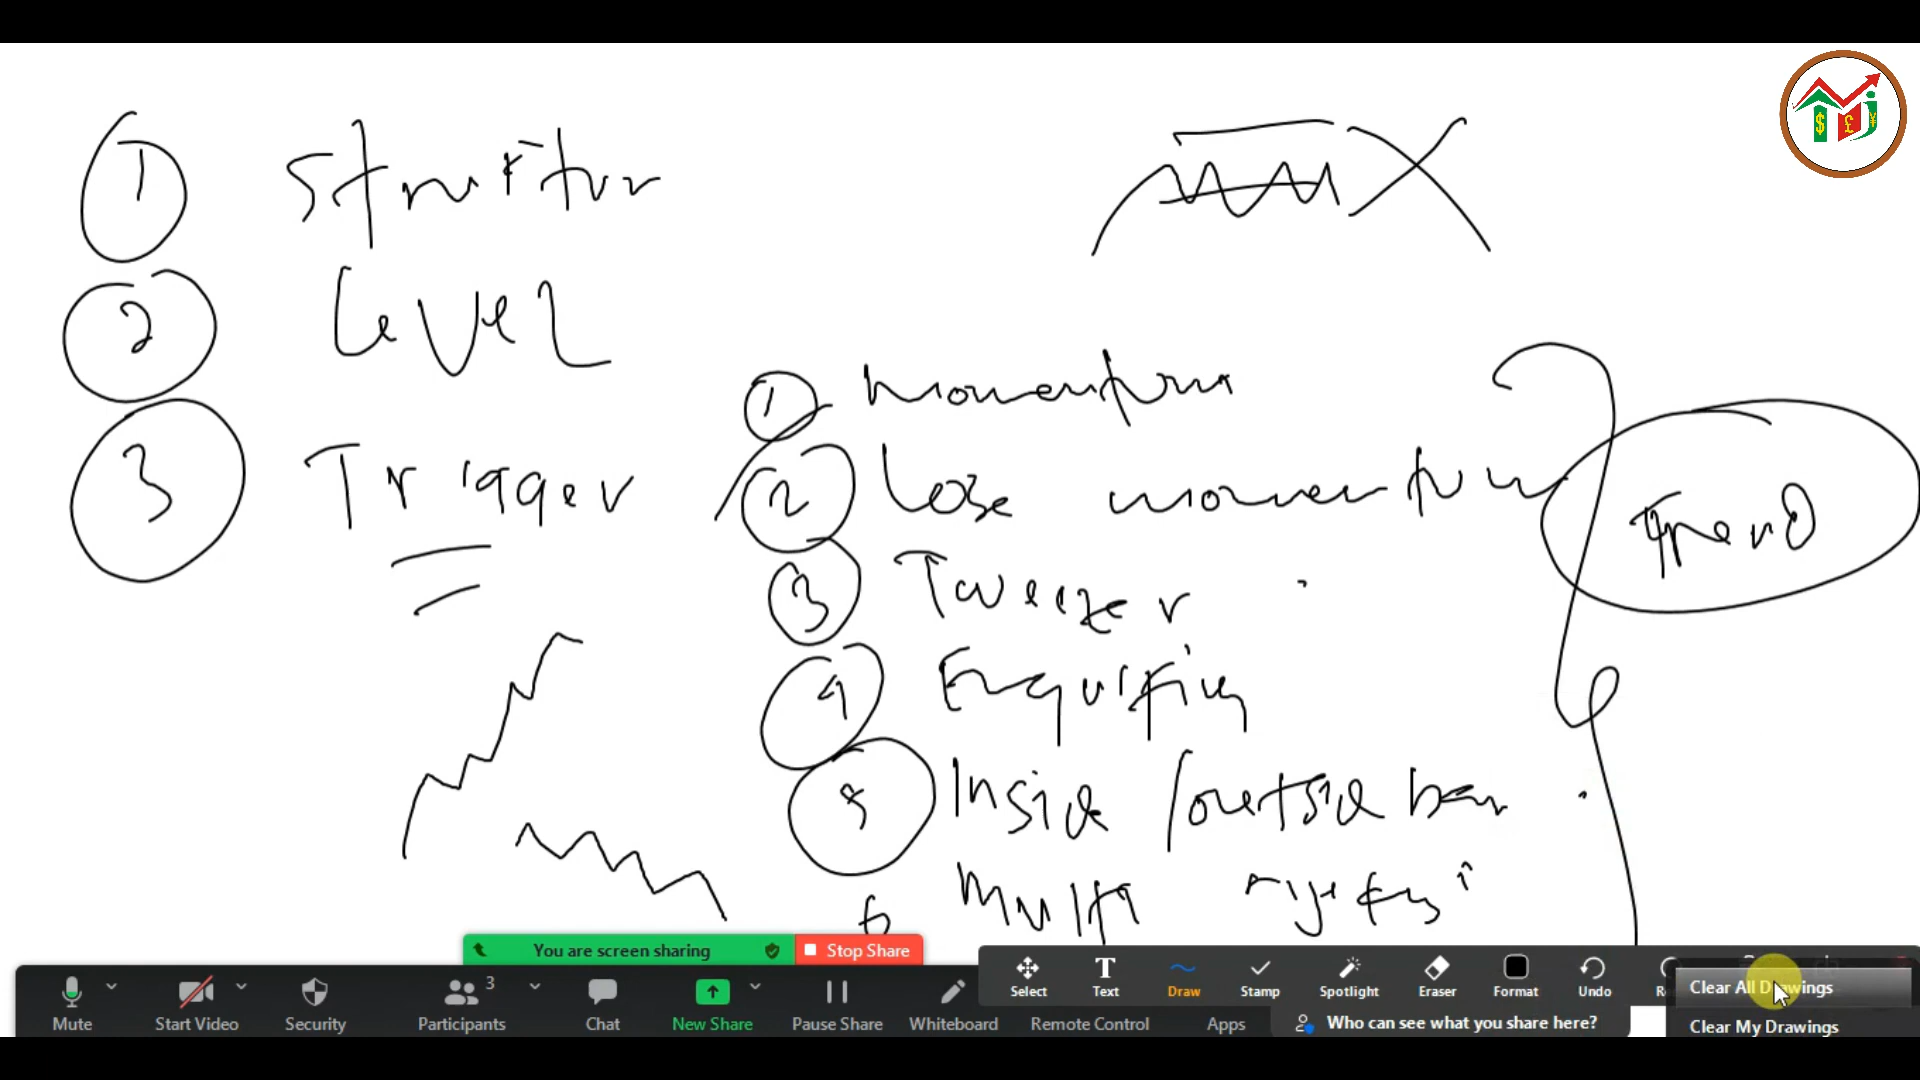 1 Structur
2 Level
3 Trigger
1 Momentum
2 Lose momentum
3 Tweezer
Trend
4
5 Inside / outside bar
6 Multi
You are screen sharing
Stop Share
Select
Text
Draw
Stamp
Spotlight
Eraser
Format
Undo
Clear All Drawings
Clear My Drawings
Mute
Start Video
Security
Participants
3
Chat
New Share
Pause Share
Whiteboard
Remote Control
Apps
Who can see what you share here?